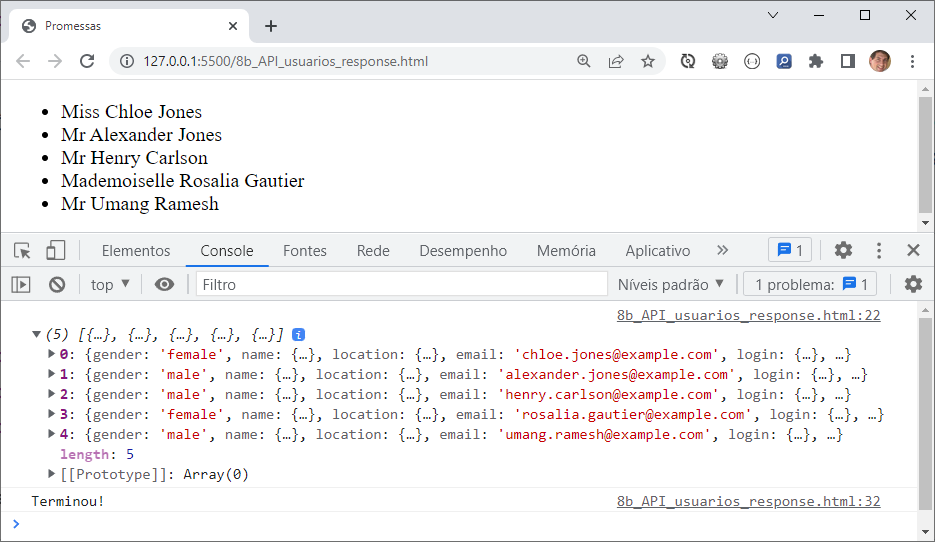 Promessas
127.0.0.1:5500/8b_API_usuarios_response.html
• Miss Chloe Jones
• Mr Alexander Jones
• Mr Henry Carlson
• Mademoiselle Rosalia Gautier
• Mr Umang Ramesh
Elementos Console Fontes Rede Desempenho Memória Aplicativo » 1
top ▼ Filtro Níveis padrão ▼ 1 problema: 1
8b_API_usuarios_response.html:22
▼ (5) [{…}, {…}, {…}, {…}, {…}] i
▶ 0: {gender: 'female', name: {…}, location: {…}, email: 'chloe.jones@example.com', login: {…}, …}
▶ 1: {gender: 'male', name: {…}, location: {…}, email: 'alexander.jones@example.com', login: {…}, …}
▶ 2: {gender: 'male', name: {…}, location: {…}, email: 'henry.carlson@example.com', login: {…}, …}
▶ 3: {gender: 'female', name: {…}, location: {…}, email: 'rosalia.gautier@example.com', login: {…}, …}
▶ 4: {gender: 'male', name: {…}, location: {…}, email: 'umang.ramesh@example.com', login: {…}, …}
length: 5
▶ [[Prototype]]: Array(0)
Terminou! 8b_API_usuarios_response.html:32
>